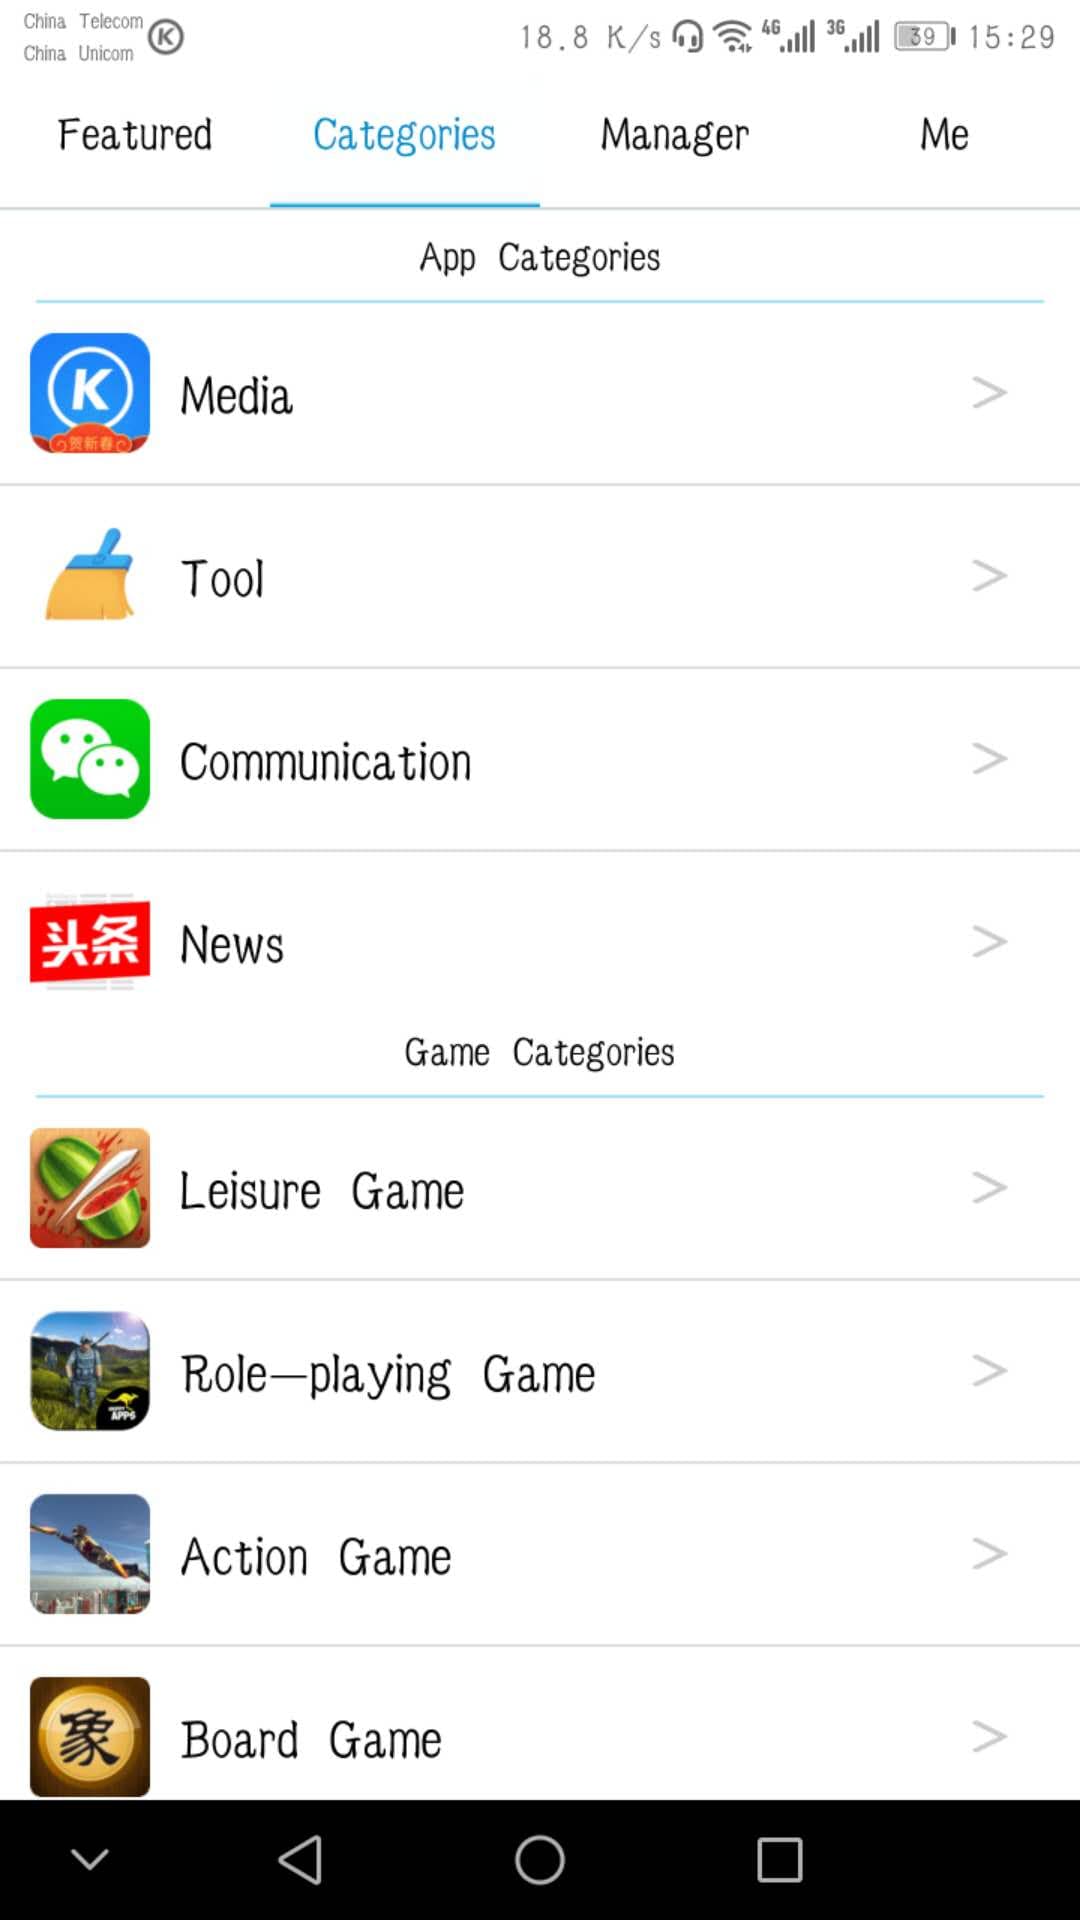 China Telecom
China Unicom
K
18.8 K/s 4G 3G 39 15:29
Featured Categories Manager Me
App Categories
K
贺新春
Media >
Tool >
Communication >
头条
News >
Game Categories
Leisure Game >
APPS
Role—playing Game >
Action Game >
象
Board Game >